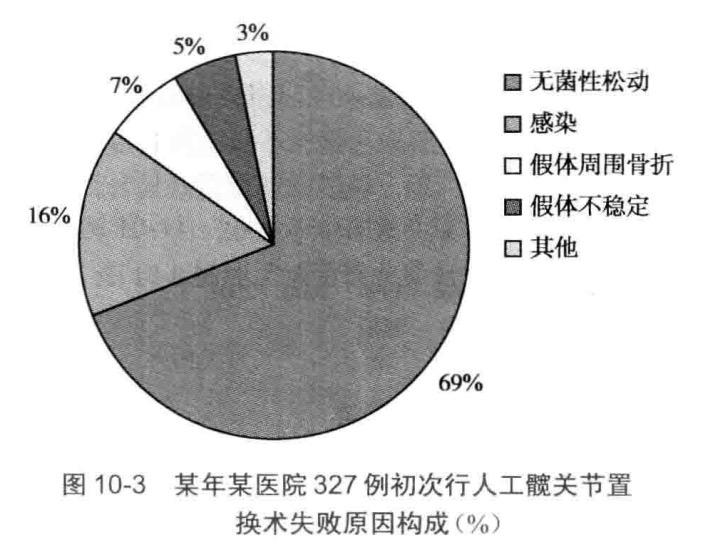 3%
5%
7%
16%
69%
无菌性松动
感染
假体周围骨折
假体不稳定
其他
图 10-3 某年某医院 327 例初次行人工髋关节置
换术失败原因构成(%)